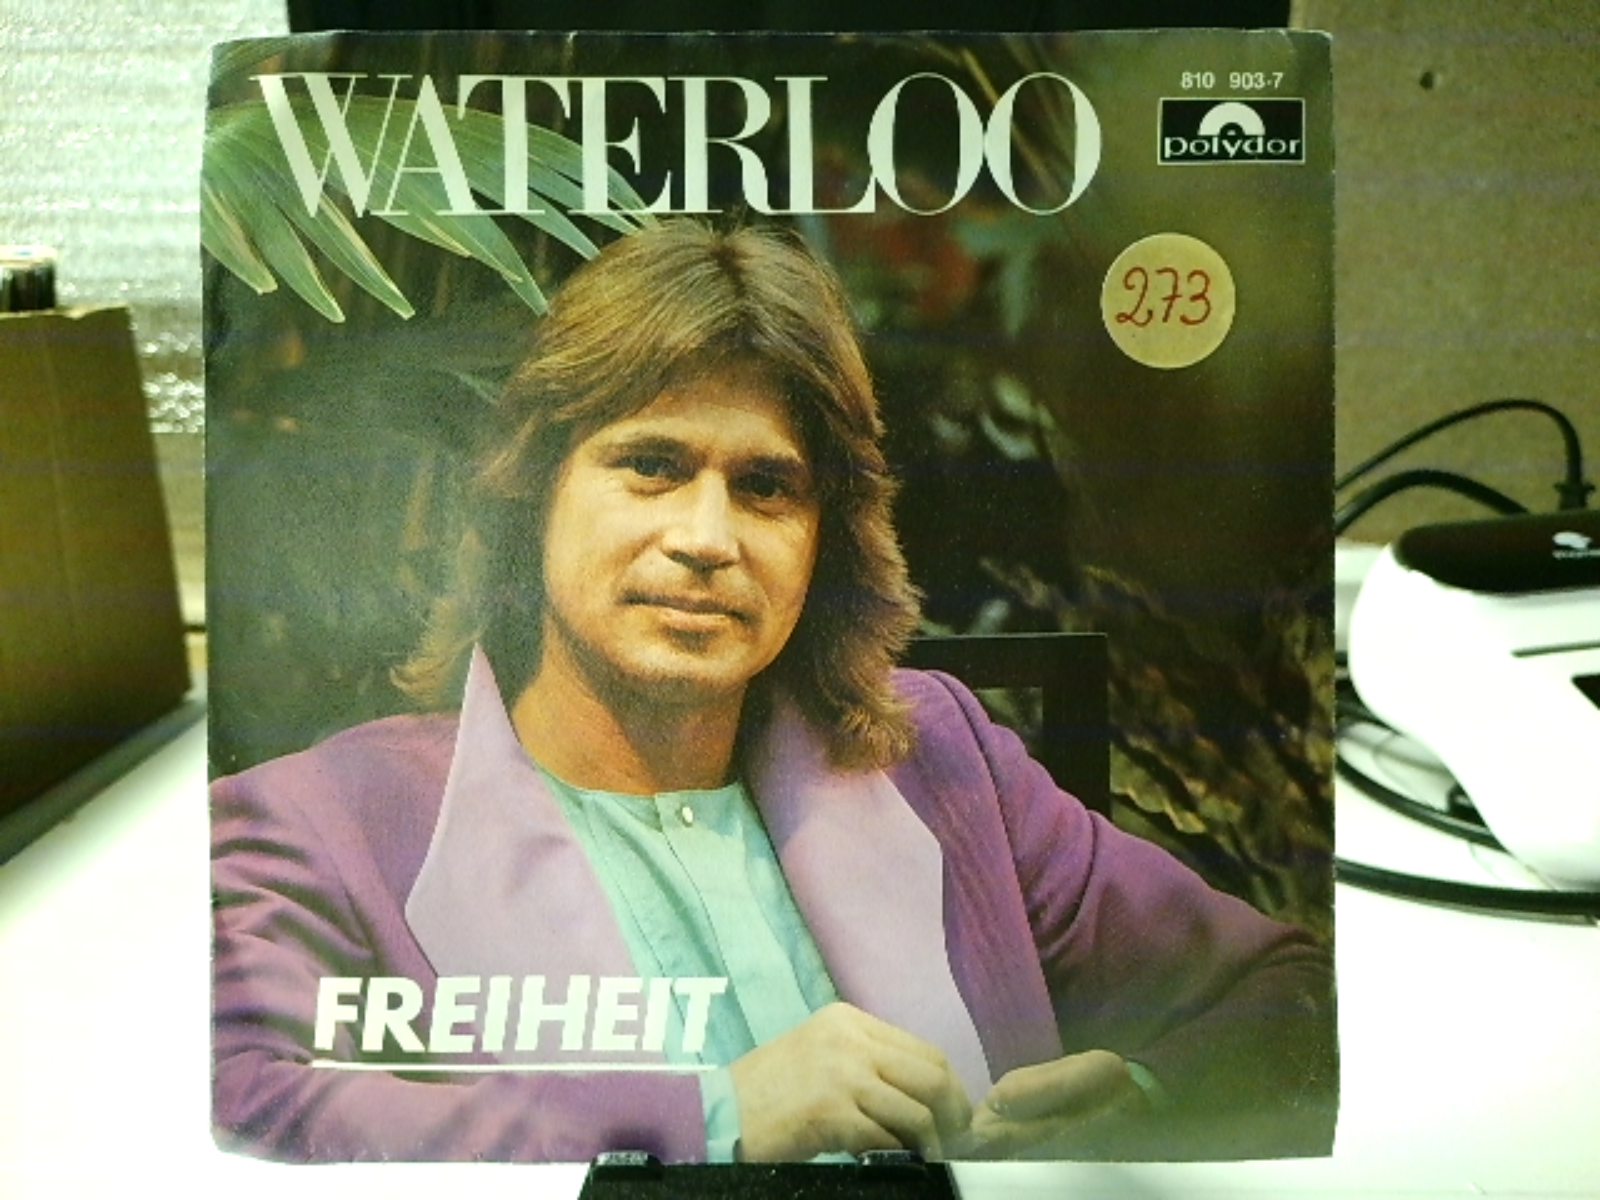 WATERLOO
810 903-7
polydor
273
FREIHEIT